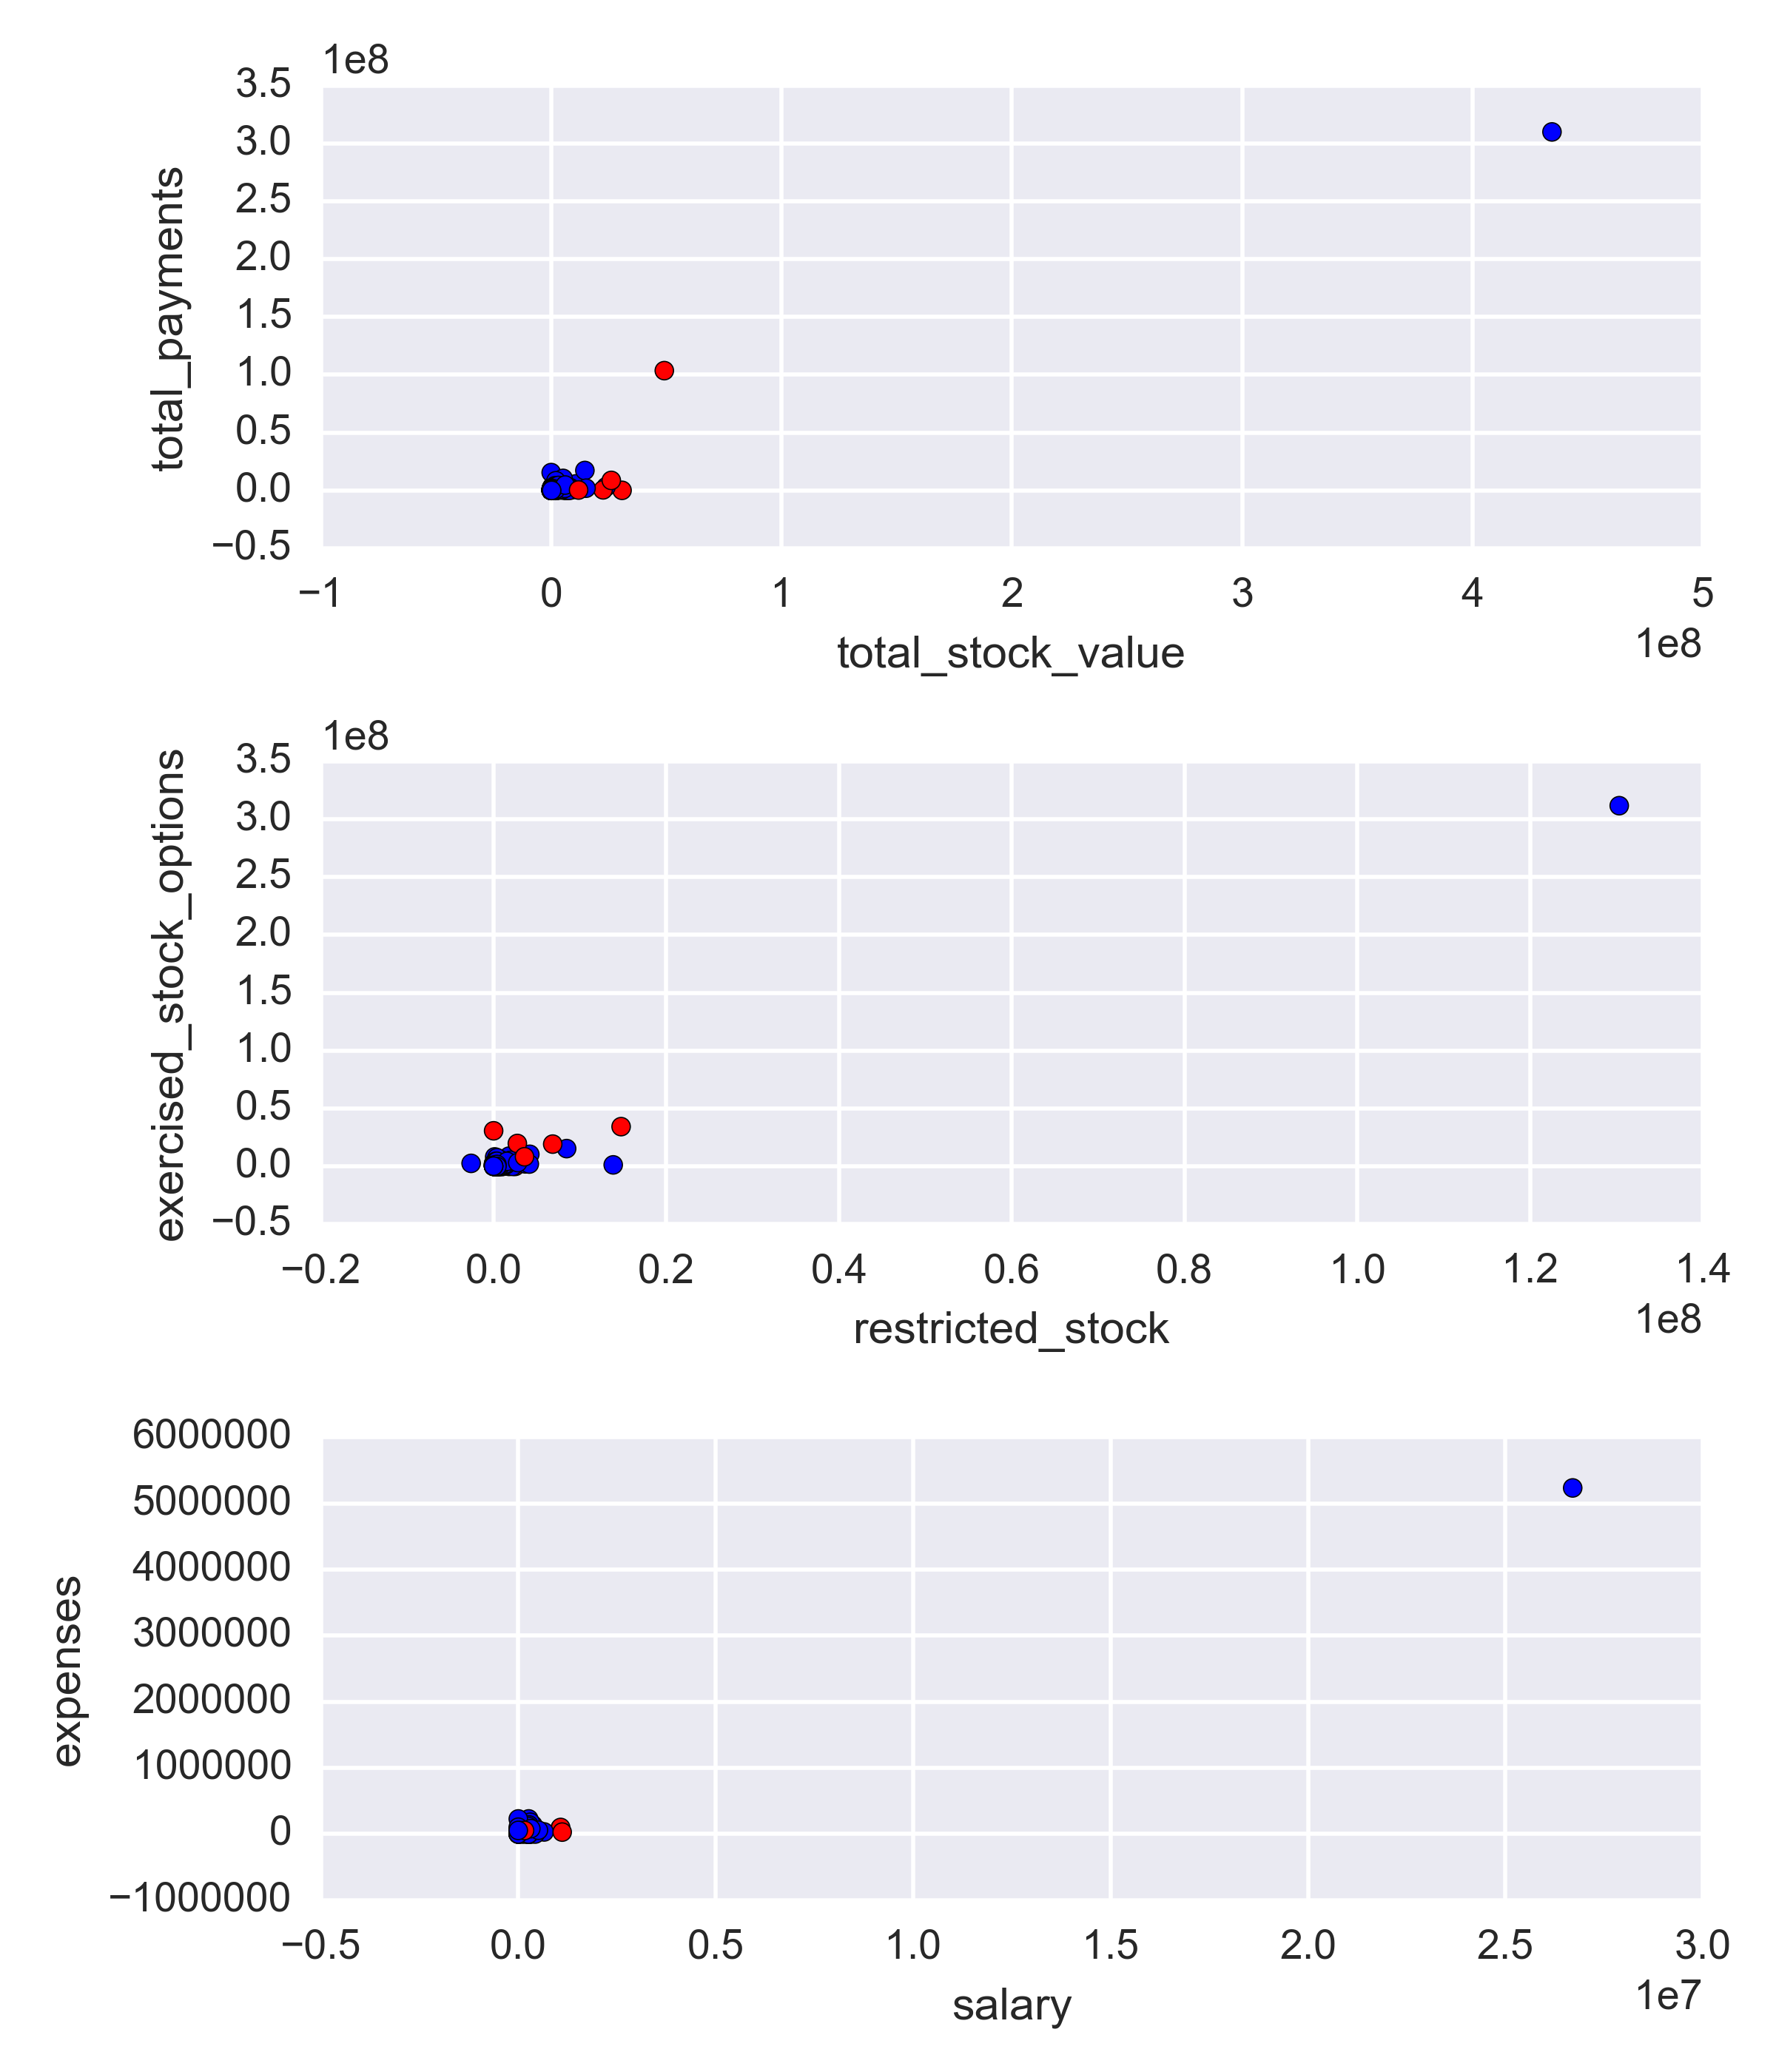 1e8
3.5
3.0
2.5
2.0
1.5
1.0
0.5
0.0
−0.5
total_payments
−1 0 1 2 3 4 5
1e8
total_stock_value
1e8
3.5
3.0
2.5
2.0
1.5
1.0
0.5
0.0
−0.5
exercised_stock_options
−0.2 0.0 0.2 0.4 0.6 0.8 1.0 1.2 1.4
1e8
restricted_stock
6000000
5000000
4000000
3000000
2000000
1000000
0
−1000000
expenses
−0.5 0.0 0.5 1.0 1.5 2.0 2.5 3.0
1e7
salary